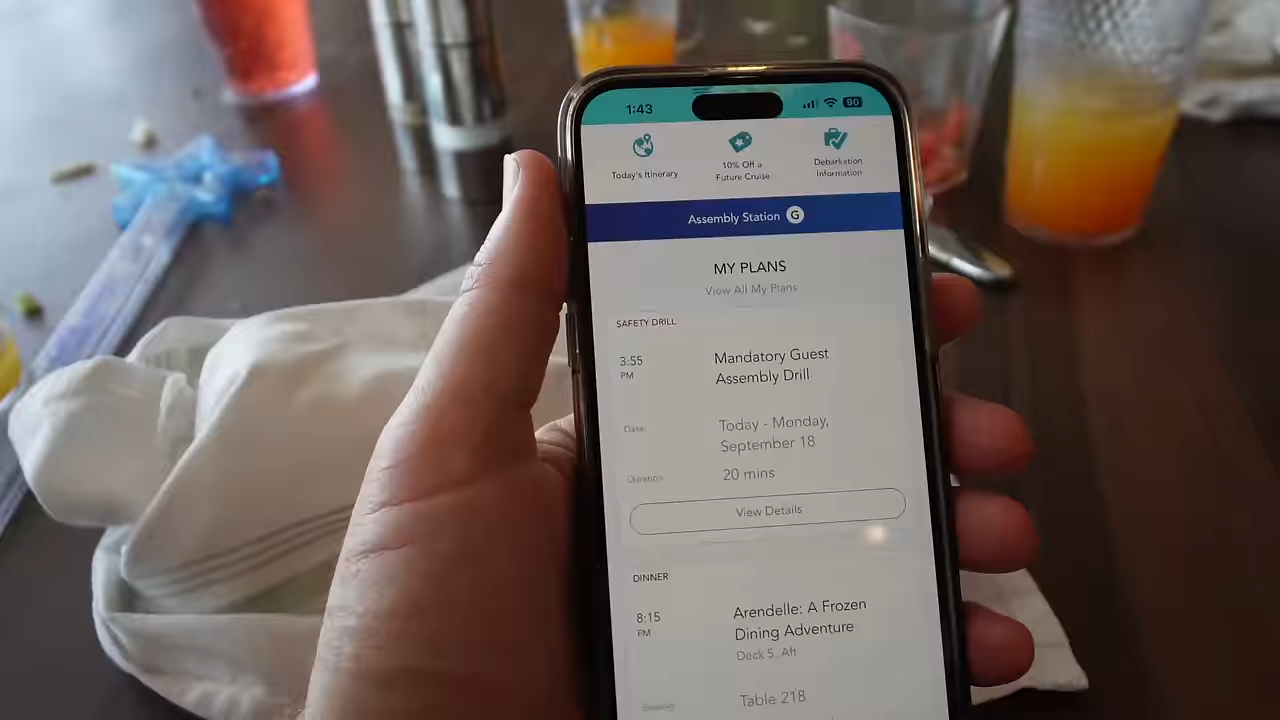 1:43
90
Today's Itinerary
10% Off a
Future Cruise
Debarkation
Information
Assembly Station G
MY PLANS
View All My Plans
SAFETY DRILL
3:55
PM
Mandatory Guest
Assembly Drill
Date:
Today - Monday,
September 18
Duration:
20 mins
View Details
DINNER
8:15
PM
Arendelle: A Frozen
Dining Adventure
Deck 5, Aft
Seating:
Table 218